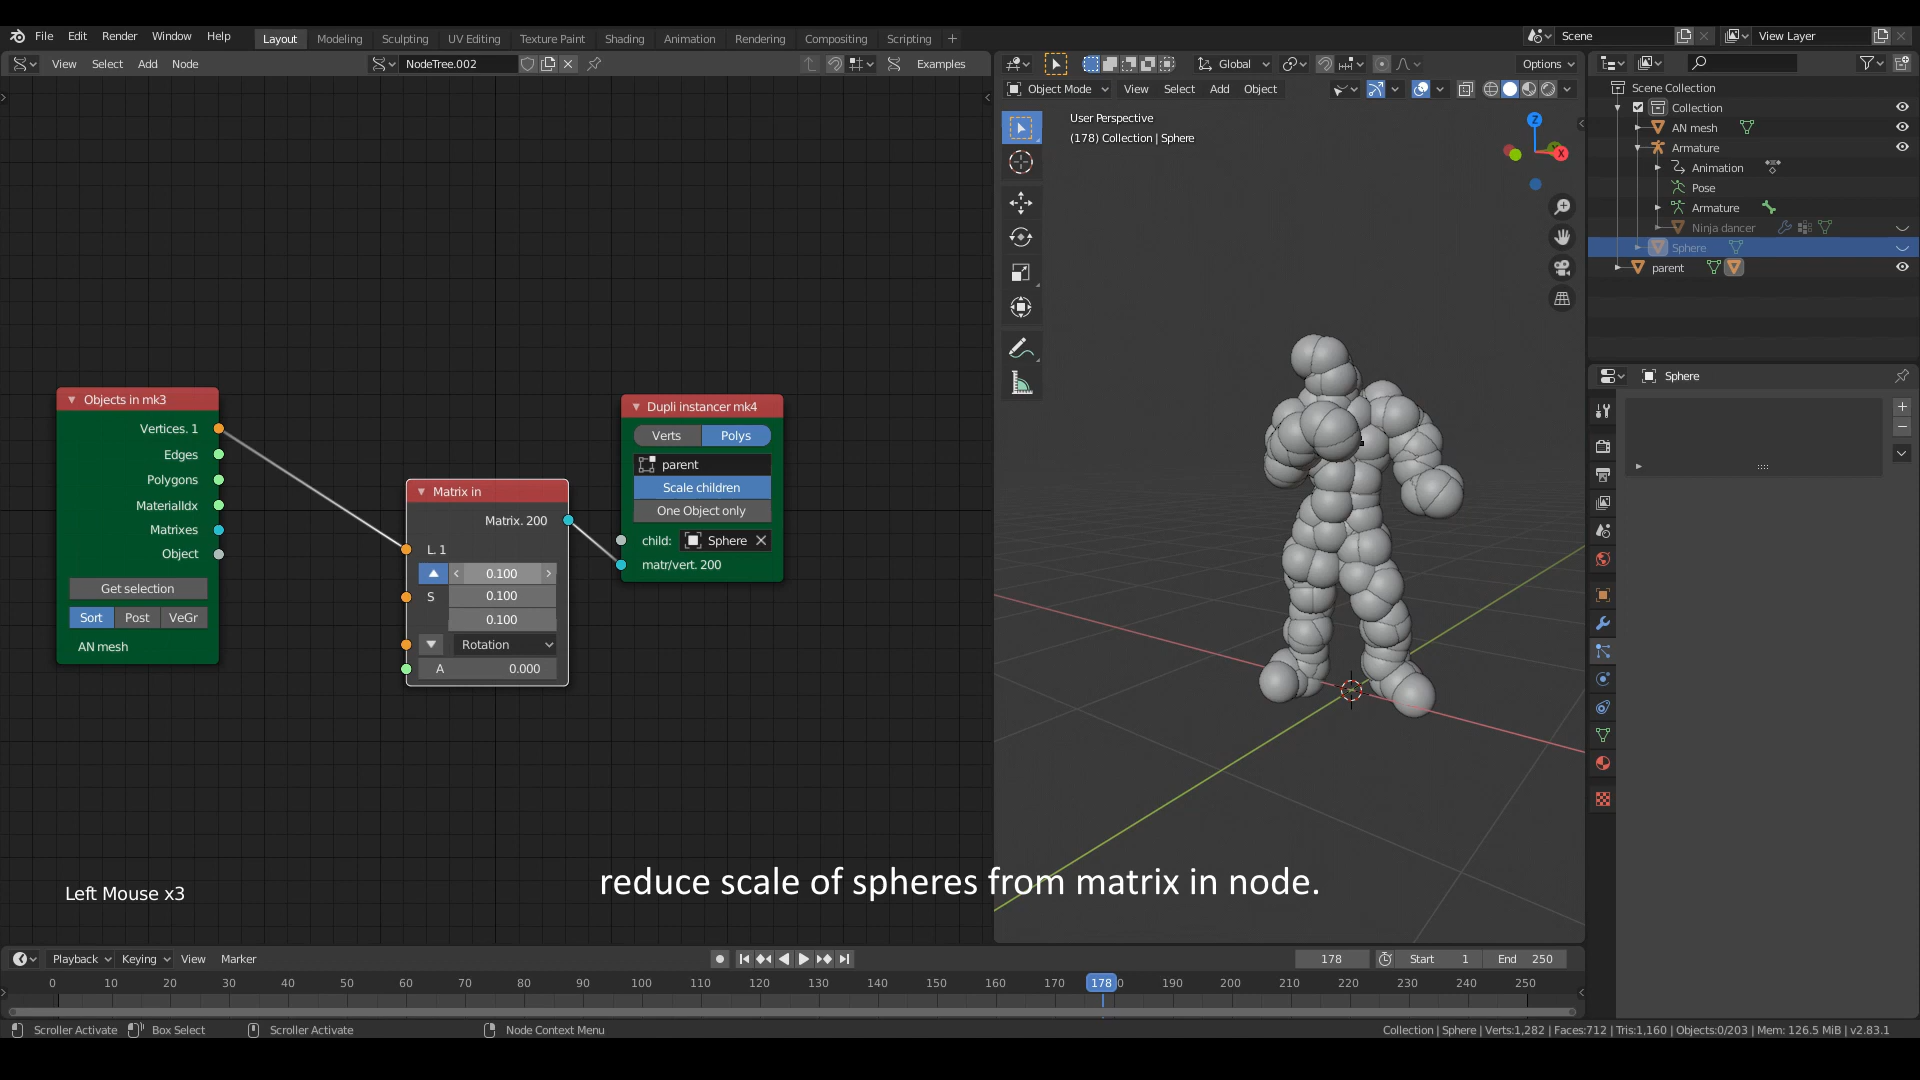 File Edit Render Window Help
Layout Modeling Sculpting UV Editing Texture Paint Shading Animation Rendering Compositing Scripting +
Scene
View Layer
View Select Add Node
NodeTree.002
Examples
Global
Options
Object Mode View Select Add Object
User Perspective
(178) Collection | Sphere
Z
X
Scene Collection
Collection
AN mesh
Armature
Animation
Pose
Armature
Ninja dancer
Sphere
parent
Sphere
Objects in mk3
Vertices. 1
Edges
Polygons
MaterialIdx
Matrixes
Object
Get selection
Sort Post VeGr
AN mesh
Matrix in
Matrix. 200
L. 1
0.100
S 0.100
0.100
Rotation
A 0.000
Dupli instancer mk4
Verts Polys
parent
Scale children
One Object only
child: Sphere
matr/vert. 200
reduce scale of spheres from matrix in node.
Left Mouse x3
Playback Keying View Marker
178 Start 1 End 250
0 10 20 30 40 50 60 70 80 90 100 110 120 130 140 150 160 170 178 0 190 200 210 220 230 240 250
Scroller Activate Box Select Scroller Activate Node Context Menu
Collection | Sphere | Verts:1,282 | Faces:712 | Tris:1,160 | Objects:0/203 | Mem: 126.5 MiB | v2.83.1